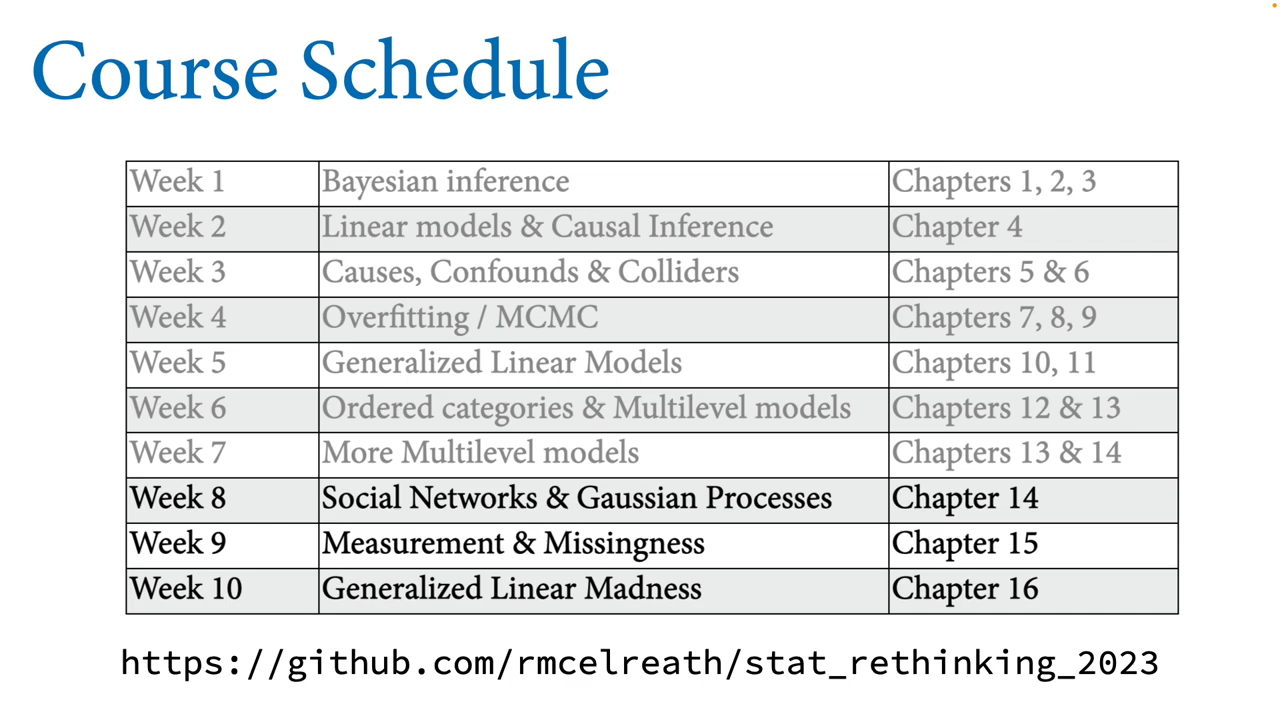 Course Schedule
Week 1 Bayesian inference Chapters 1, 2, 3
Week 2 Linear models & Causal Inference Chapter 4
Week 3 Causes, Confounds & Colliders Chapters 5 & 6
Week 4 Overfitting / MCMC Chapters 7, 8, 9
Week 5 Generalized Linear Models Chapters 10, 11
Week 6 Ordered categories & Multilevel models Chapters 12 & 13
Week 7 More Multilevel models Chapters 13 & 14
Week 8 Social Networks & Gaussian Processes Chapter 14
Week 9 Measurement & Missingness Chapter 15
Week 10 Generalized Linear Madness Chapter 16
https://github.com/rmcelreath/stat_rethinking_2023